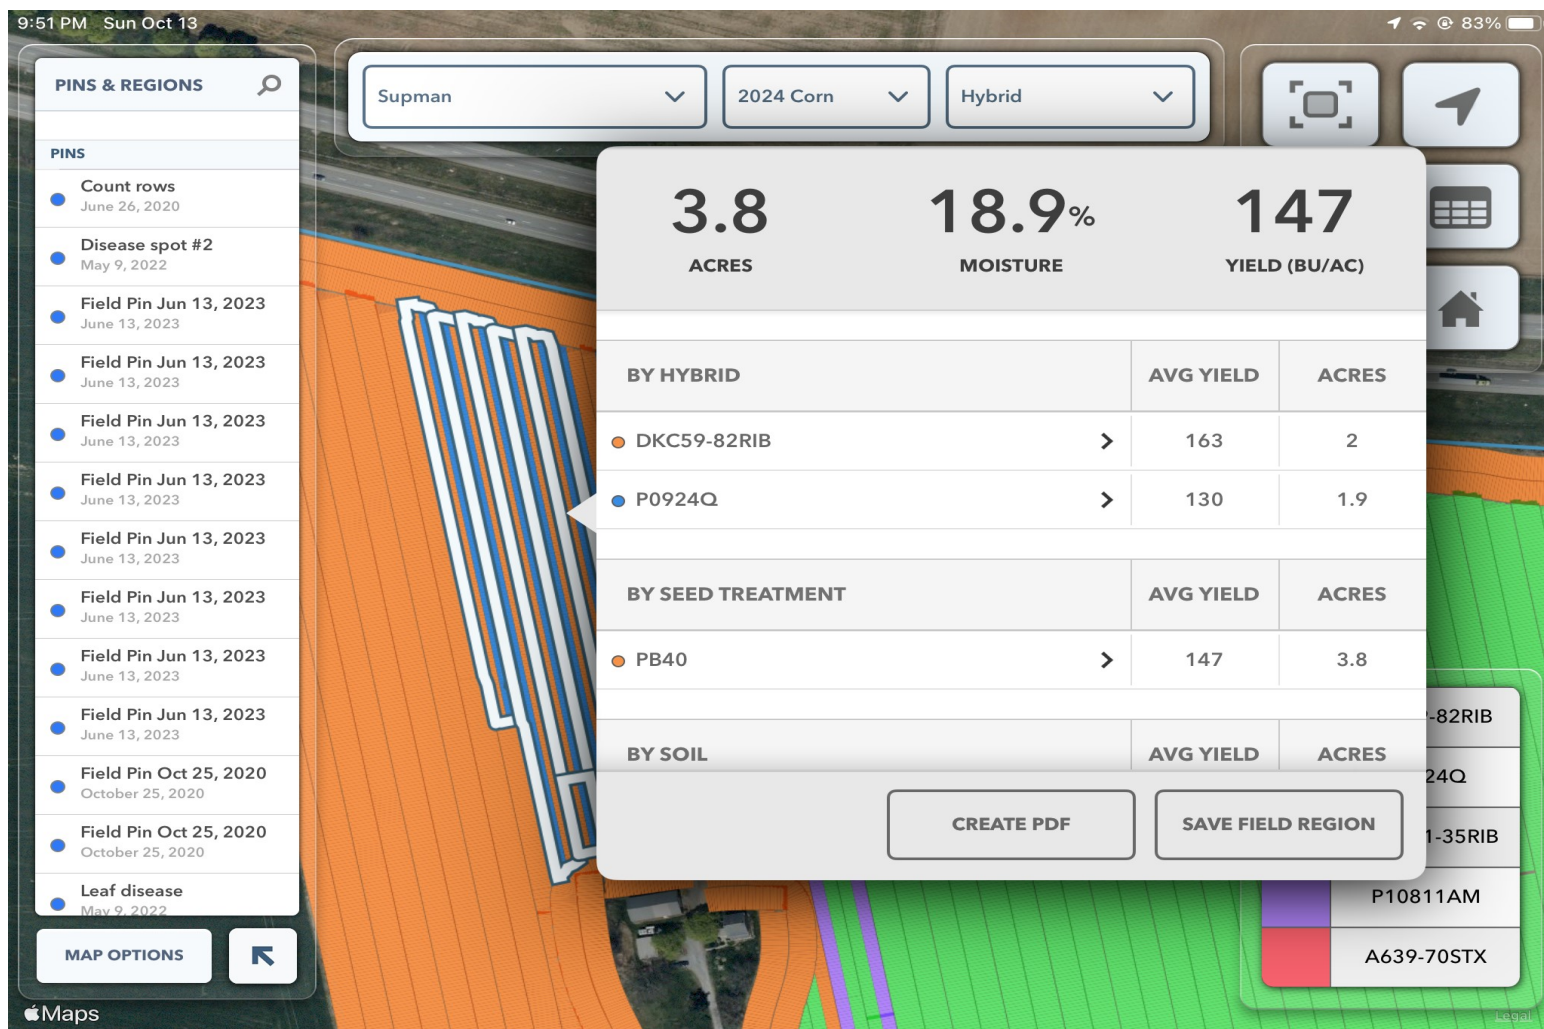 9:51 PM Sun Oct 13
83%
PINS & REGIONS
PINS
Count rows
June 26, 2020
Disease spot #2
May 9, 2022
Field Pin Jun 13, 2023
June 13, 2023
Field Pin Jun 13, 2023
June 13, 2023
Field Pin Jun 13, 2023
June 13, 2023
Field Pin Jun 13, 2023
June 13, 2023
Field Pin Jun 13, 2023
June 13, 2023
Field Pin Jun 13, 2023
June 13, 2023
Field Pin Jun 13, 2023
June 13, 2023
Field Pin Jun 13, 2023
June 13, 2023
Field Pin Oct 25, 2020
October 25, 2020
Field Pin Oct 25, 2020
October 25, 2020
Leaf disease
May 9, 2022
MAP OPTIONS
Maps
Supman
2024 Corn
Hybrid
3.8 18.9% 147
ACRES MOISTURE YIELD (BU/AC)
BY HYBRID AVG YIELD ACRES
DKC59-82RIB 163 2
P0924Q 130 1.9
BY SEED TREATMENT AVG YIELD ACRES
PB40 147 3.8
BY SOIL AVG YIELD ACRES
CREATE PDF SAVE FIELD REGION
-82RIB
24Q
1-35RIB
P10811AM
A639-70STX
Legal